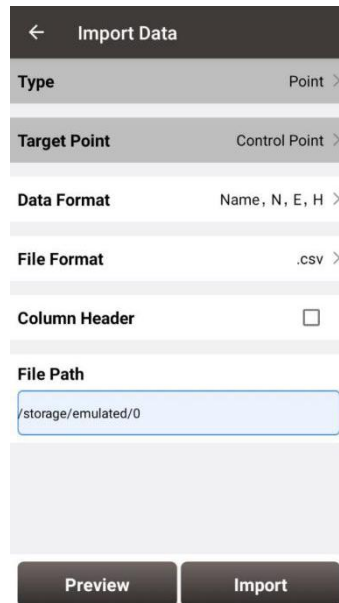 Import Data
Type Point
Target Point Control Point
Data Format Name, N, E, H
File Format .csv
Column Header
File Path
/storage/emulated/0
Preview Import